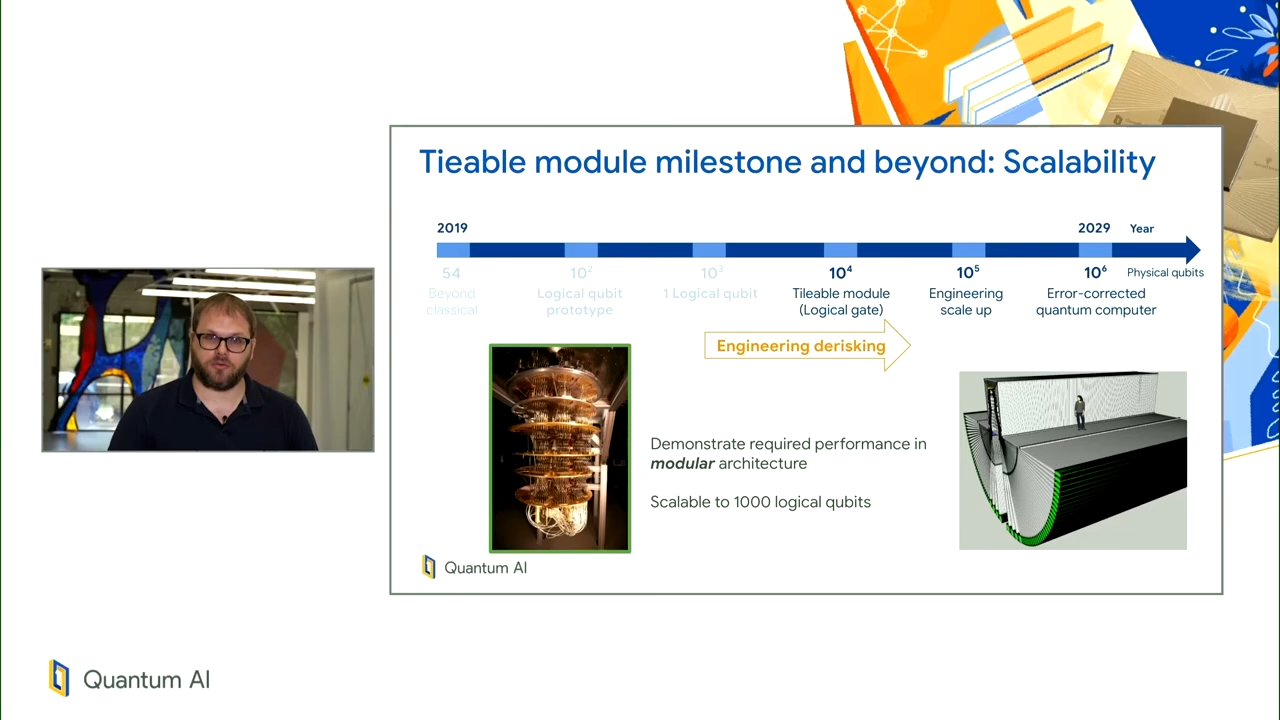 Tieable module milestone and beyond: Scalability
2019
2029
Year
54
10²
10³
10⁴
10⁵
10⁶
Physical qubits
Beyond
classical
Logical qubit
prototype
1 Logical qubit
Tileable module
(Logical gate)
Engineering
scale up
Error-corrected
quantum computer
Engineering derisking
Demonstrate required performance in
modular architecture
Scalable to 1000 logical qubits
Quantum AI
Quantum AI